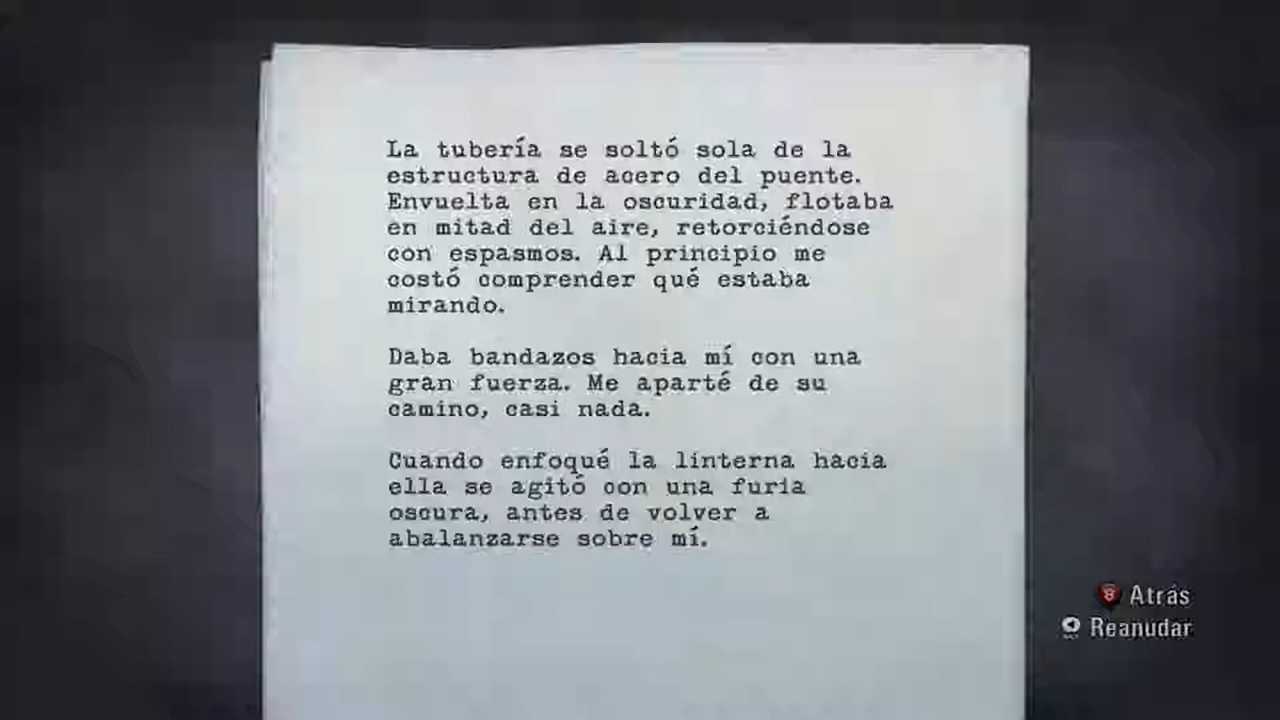 La tubería se soltó sola de la
estructura de acero del puente.
Envuelta en la oscuridad, flotaba
en mitad del aire, retorciéndose
con espasmos. Al principio me
costó comprender qué estaba
mirando.
Daba bandazos hacia mí con una
gran fuerza. Me aparté de su
camino, casi nada.
Cuando enfoqué la linterna hacia
ella se agitó con una furia
oscura, antes de volver a
abalanzarse sobre mí.
Atrás
Reanudar